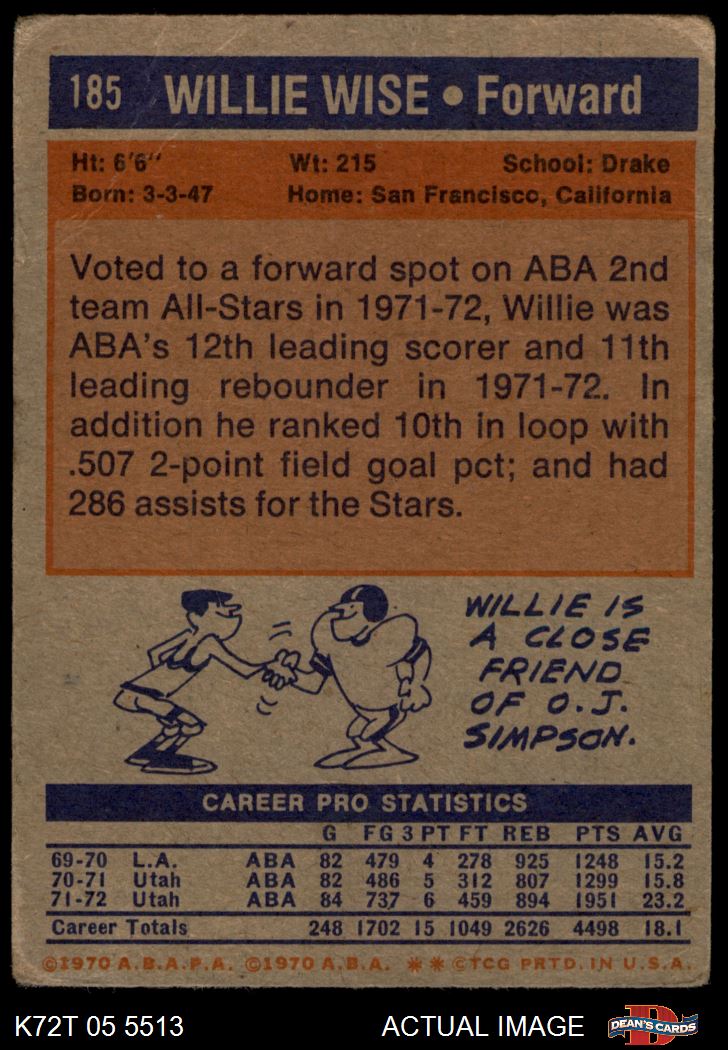 185 WILLIE WISE • Forward
Ht: 6'6" Wt: 215 School: Drake
Born: 3-3-47 Home: San Francisco, California
Voted to a forward spot on ABA 2nd
team All-Stars in 1971-72, Willie was
ABA's 12th leading scorer and 11th
leading rebounder in 1971-72. In
addition he ranked 10th in loop with
.507 2-point field goal pct; and had
286 assists for the Stars.
WILLIE IS
A CLOSE
FRIEND
OF O.J.
SIMPSON.
CAREER PRO STATISTICS
G FG 3 PT FT REB PTS AVG
69-70 L.A. ABA 82 479 4 278 925 1248 15.2
70-71 Utah ABA 82 486 5 312 807 1299 15.8
71-72 Utah ABA 84 737 6 459 894 1951 23.2
Career Totals 248 1702 15 1049 2626 4498 18.1
©1970 A.B.A.P.A. ©1970 A.B.A. ** ©TCG PRTD. IN U.S.A.
K72T 05 5513 ACTUAL IMAGE D DEAN'S CARDS